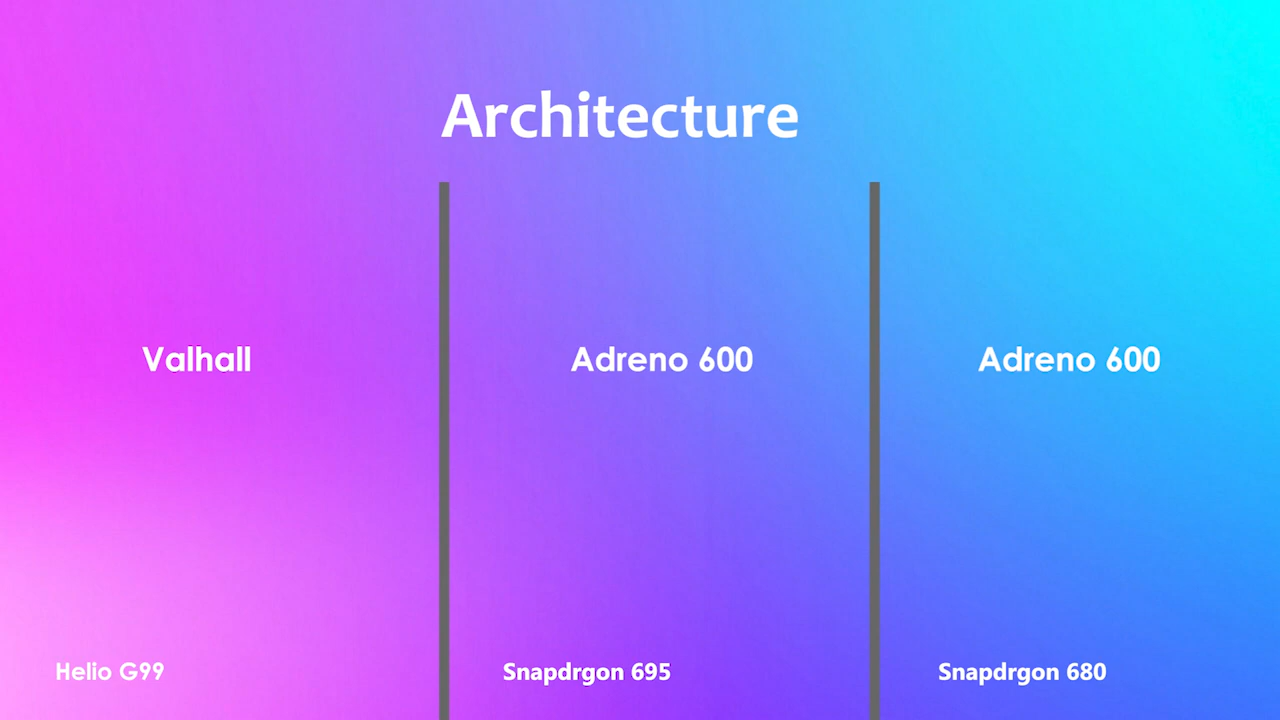 Architecture
Valhall
Adreno 600
Adreno 600
Helio G99
Snapdrgon 695
Snapdrgon 680